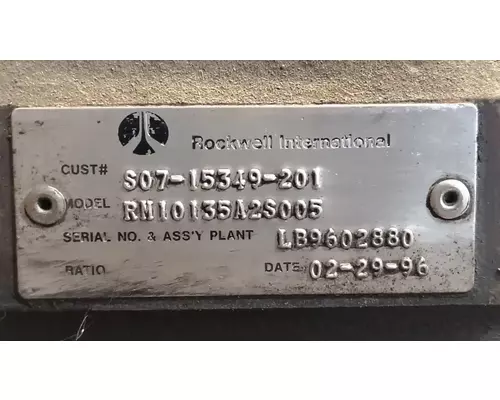 Rockwell International
CUST# S07-15349-201
MODEL RM10135A2S005
SERIAL NO. & ASS'Y PLANT LB9602880
RATIO DATE 02-29-96